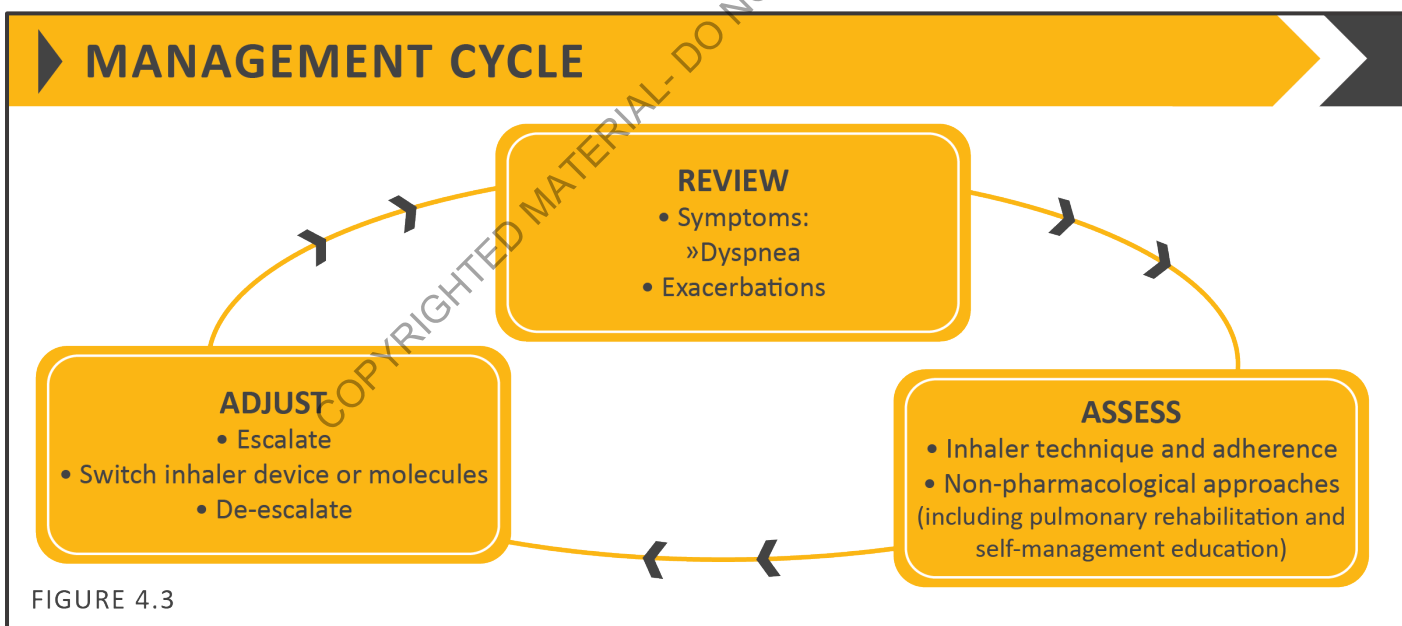 MANAGEMENT CYCLE
REVIEW
• Symptoms:
»Dyspnea
• Exacerbations
ADJUST
• Escalate
• Switch inhaler device or molecules
• De-escalate
ASSESS
• Inhaler technique and adherence
• Non-pharmacological approaches
(including pulmonary rehabilitation and
self-management education)
FIGURE 4.3
COPYRIGHTED MATERIAL- DO